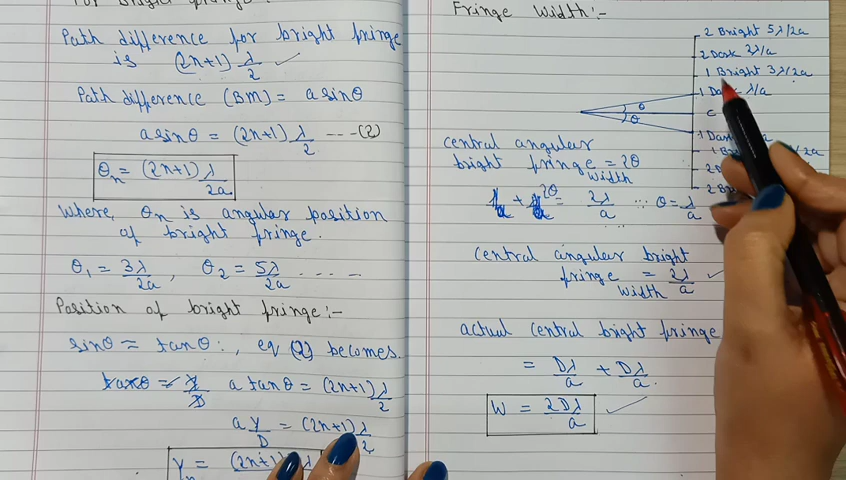 Path difference for bright fringe
is (2n+1) λ/2 ✓
Path difference (BM) = a sinθ
a sinθ = (2n+1) λ/2 --- (2)
θn = (2n+1) λ/2a
Where, θn is angular position
of bright fringe.
θ1 = 3λ/2a , θ2 = 5λ/2a ....
Position of bright fringe:-
sinθ ≈ tanθ :, eq (2) becomes.
a tanθ = (2n+1) λ/2
a y/D = (2n+1) λ/2
Yn = (2n+1) λ
Fringe Width:-
2 Bright 5λ/2a
2 Dark 2λ/a
1 Bright 3λ/2a
1 Dark λ/a
C
θ
θ
1 Dark
central angular
bright fringe width = 2θ
2θ = 2λ/a ∵ θ = λ/a
central angular bright
fringe width = 2λ/a ✓
actual central bright fringe
= Dλ/a + Dλ/a.
W = 2Dλ/a ✓